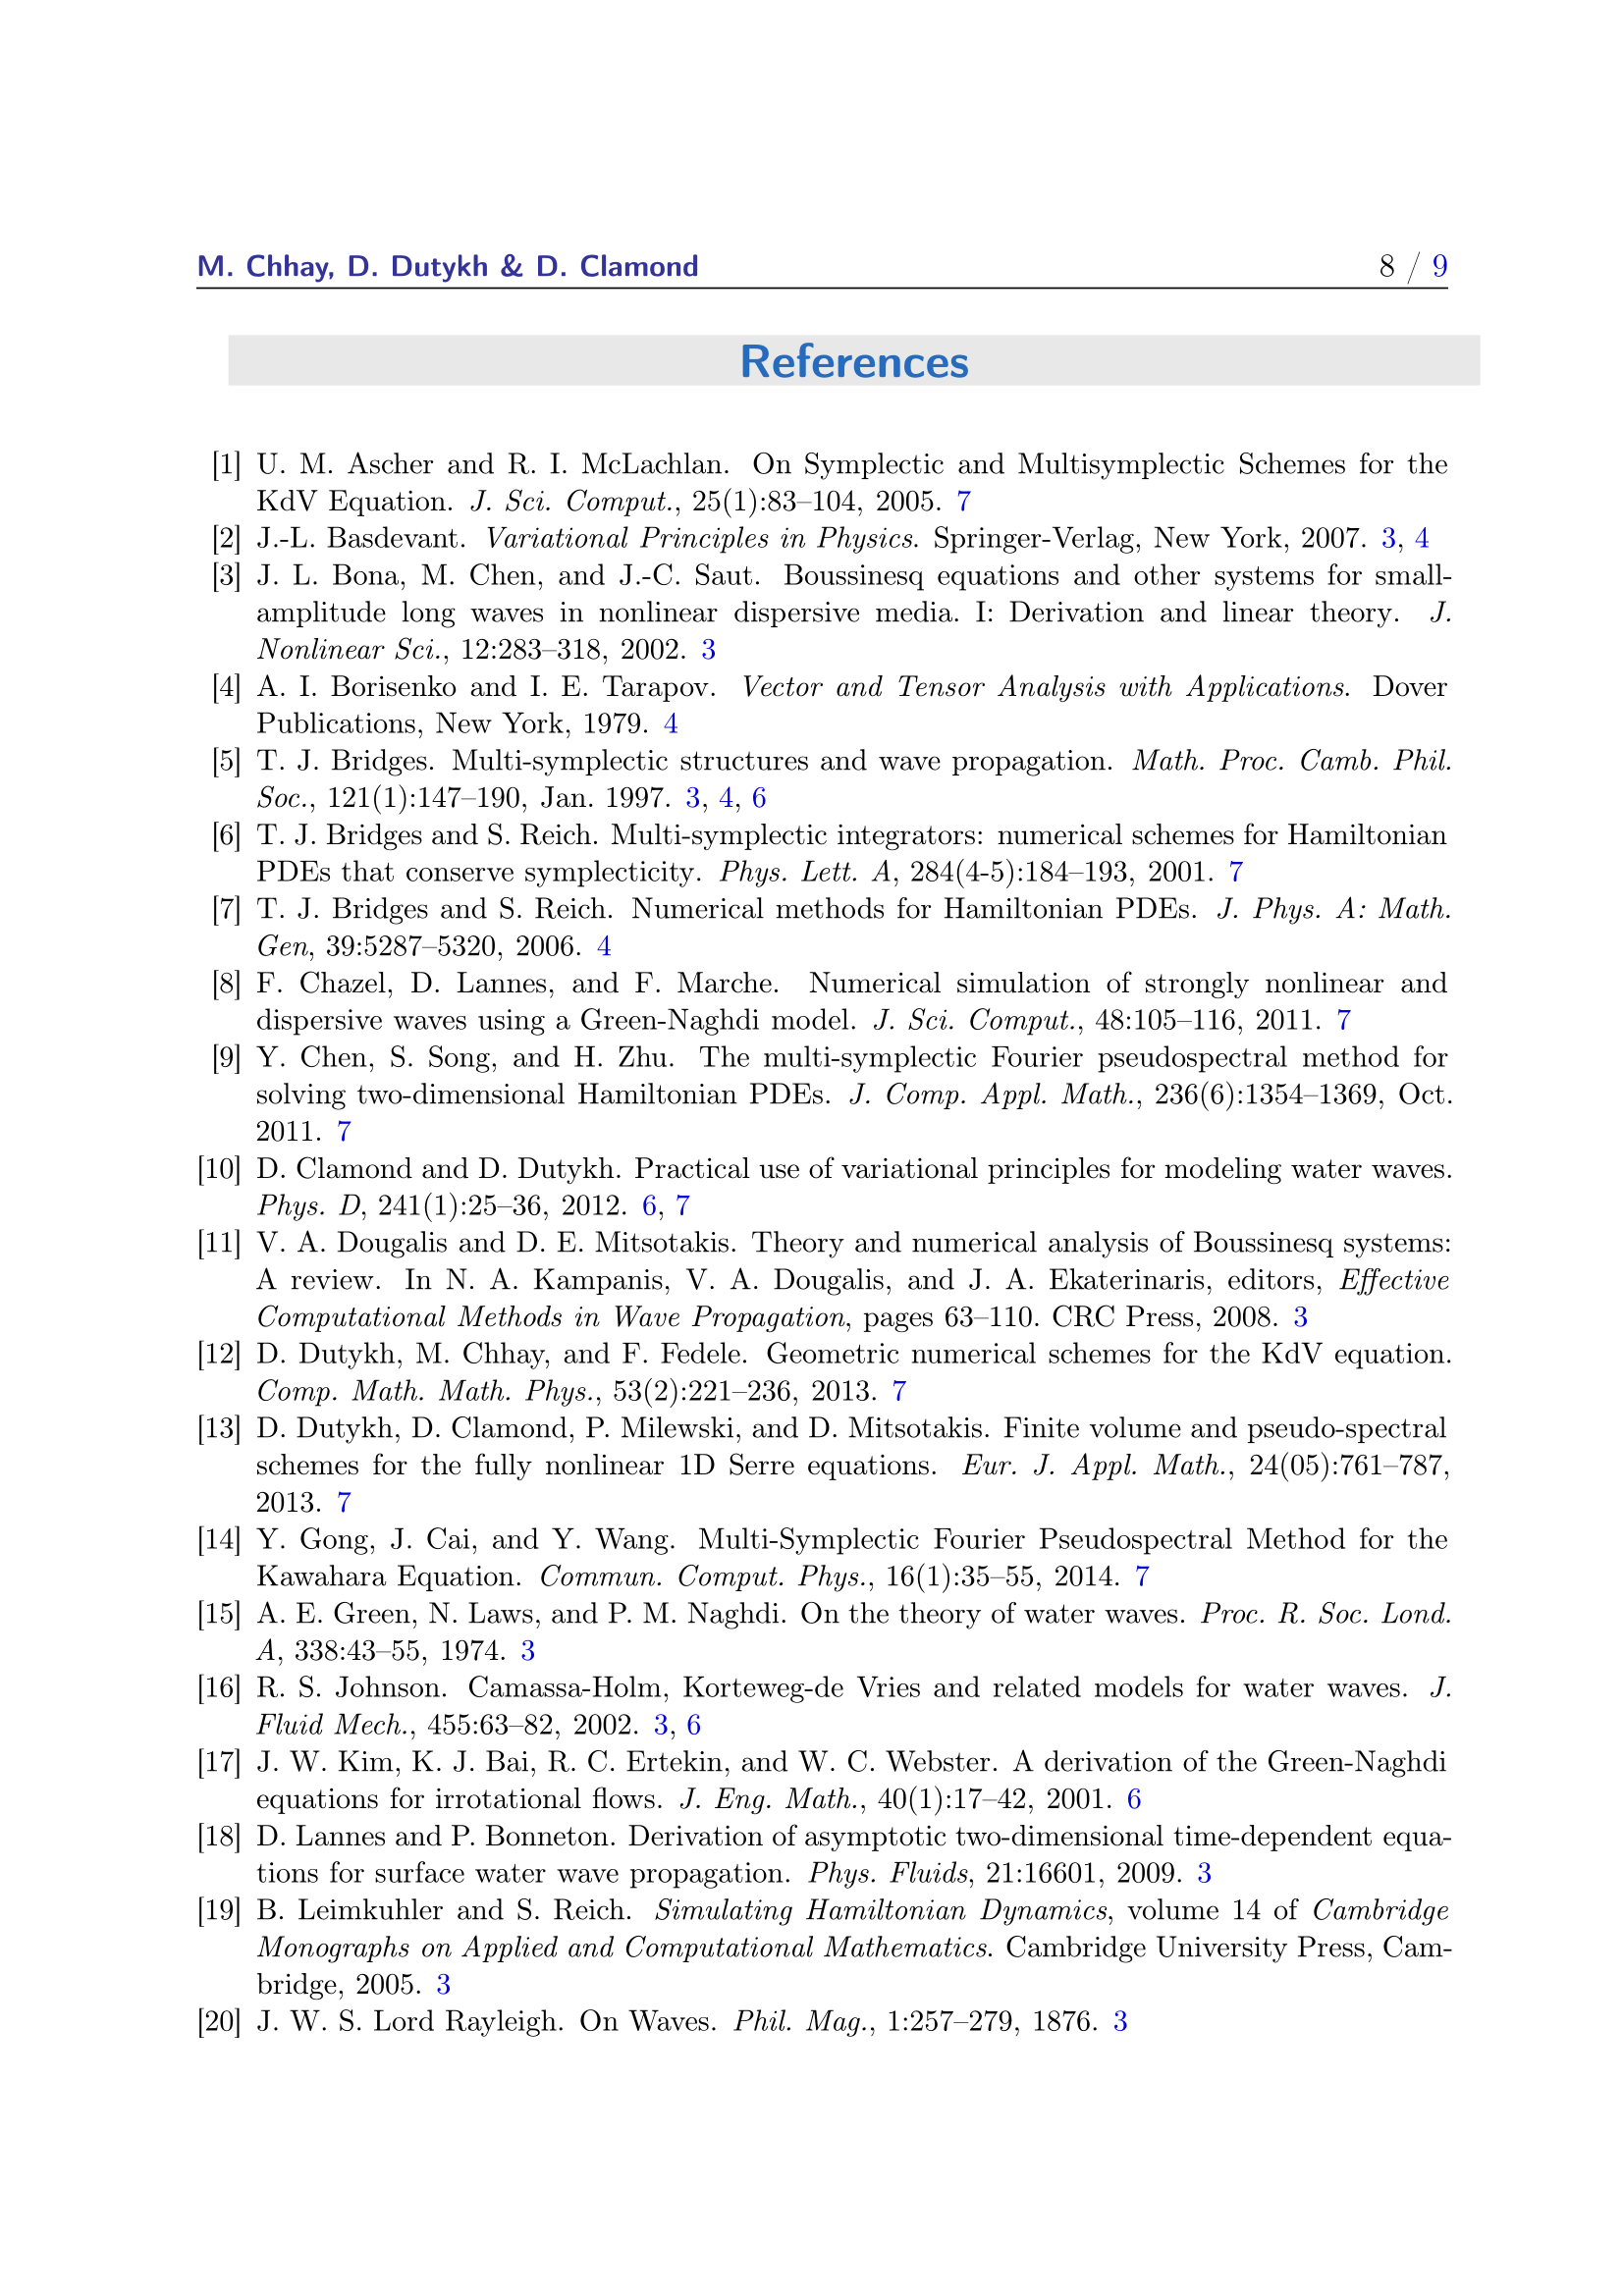 M. Chhay, D. Dutykh & D. Clamond 8 / 9
References
[1] U. M. Ascher and R. I. McLachlan. On Symplectic and Multisymplectic Schemes for the
KdV Equation. J. Sci. Comput., 25(1):83–104, 2005. 7
[2] J.-L. Basdevant. Variational Principles in Physics. Springer-Verlag, New York, 2007. 3, 4
[3] J. L. Bona, M. Chen, and J.-C. Saut. Boussinesq equations and other systems for small-
amplitude long waves in nonlinear dispersive media. I: Derivation and linear theory. J.
Nonlinear Sci., 12:283–318, 2002. 3
[4] A. I. Borisenko and I. E. Tarapov. Vector and Tensor Analysis with Applications. Dover
Publications, New York, 1979. 4
[5] T. J. Bridges. Multi-symplectic structures and wave propagation. Math. Proc. Camb. Phil.
Soc., 121(1):147–190, Jan. 1997. 3, 4, 6
[6] T. J. Bridges and S. Reich. Multi-symplectic integrators: numerical schemes for Hamiltonian
PDEs that conserve symplecticity. Phys. Lett. A, 284(4-5):184–193, 2001. 7
[7] T. J. Bridges and S. Reich. Numerical methods for Hamiltonian PDEs. J. Phys. A: Math.
Gen, 39:5287–5320, 2006. 4
[8] F. Chazel, D. Lannes, and F. Marche. Numerical simulation of strongly nonlinear and
dispersive waves using a Green-Naghdi model. J. Sci. Comput., 48:105–116, 2011. 7
[9] Y. Chen, S. Song, and H. Zhu. The multi-symplectic Fourier pseudospectral method for
solving two-dimensional Hamiltonian PDEs. J. Comp. Appl. Math., 236(6):1354–1369, Oct.
2011. 7
[10] D. Clamond and D. Dutykh. Practical use of variational principles for modeling water waves.
Phys. D, 241(1):25–36, 2012. 6, 7
[11] V. A. Dougalis and D. E. Mitsotakis. Theory and numerical analysis of Boussinesq systems:
A review. In N. A. Kampanis, V. A. Dougalis, and J. A. Ekaterinaris, editors, Effective
Computational Methods in Wave Propagation, pages 63–110. CRC Press, 2008. 3
[12] D. Dutykh, M. Chhay, and F. Fedele. Geometric numerical schemes for the KdV equation.
Comp. Math. Math. Phys., 53(2):221–236, 2013. 7
[13] D. Dutykh, D. Clamond, P. Milewski, and D. Mitsotakis. Finite volume and pseudo-spectral
schemes for the fully nonlinear 1D Serre equations. Eur. J. Appl. Math., 24(05):761–787,
2013. 7
[14] Y. Gong, J. Cai, and Y. Wang. Multi-Symplectic Fourier Pseudospectral Method for the
Kawahara Equation. Commun. Comput. Phys., 16(1):35–55, 2014. 7
[15] A. E. Green, N. Laws, and P. M. Naghdi. On the theory of water waves. Proc. R. Soc. Lond.
A, 338:43–55, 1974. 3
[16] R. S. Johnson. Camassa-Holm, Korteweg-de Vries and related models for water waves. J.
Fluid Mech., 455:63–82, 2002. 3, 6
[17] J. W. Kim, K. J. Bai, R. C. Ertekin, and W. C. Webster. A derivation of the Green-Naghdi
equations for irrotational flows. J. Eng. Math., 40(1):17–42, 2001. 6
[18] D. Lannes and P. Bonneton. Derivation of asymptotic two-dimensional time-dependent equa-
tions for surface water wave propagation. Phys. Fluids, 21:16601, 2009. 3
[19] B. Leimkuhler and S. Reich. Simulating Hamiltonian Dynamics, volume 14 of Cambridge
Monographs on Applied and Computational Mathematics. Cambridge University Press, Cam-
bridge, 2005. 3
[20] J. W. S. Lord Rayleigh. On Waves. Phil. Mag., 1:257–279, 1876. 3